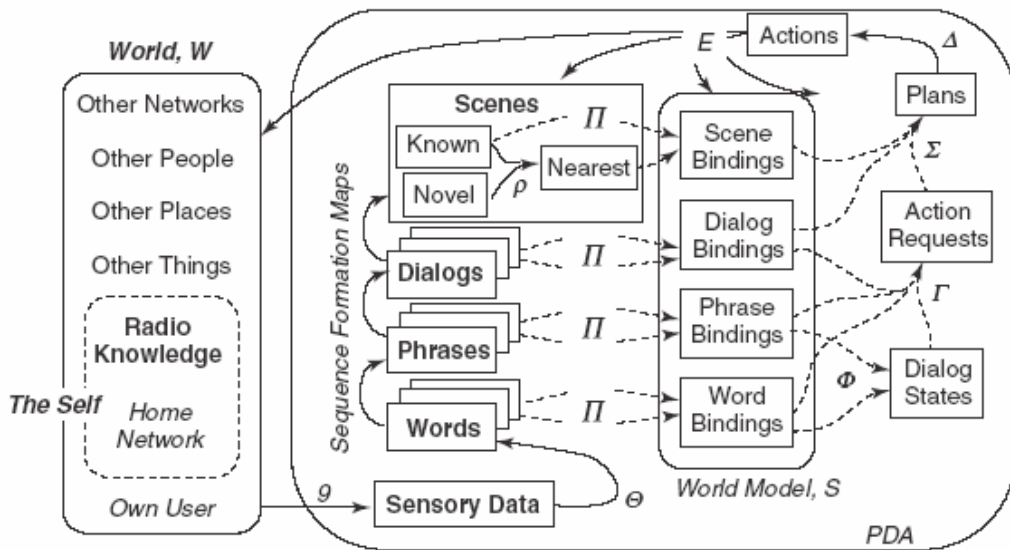 World, W
Other Networks
Other People
Other Places
Other Things
Radio
Knowledge
The Self
Home
Network
Own User
9
Sensory Data
Θ
Sequence Formation Maps
Scenes
Known
Novel
ρ
Nearest
Dialogs
Phrases
Words
Π
Π
Π
Π
E
Actions
Δ
Plans
Scene
Bindings
Dialog
Bindings
Phrase
Bindings
Word
Bindings
World Model, S
Σ
Action
Requests
Γ
Φ
Dialog
States
PDA